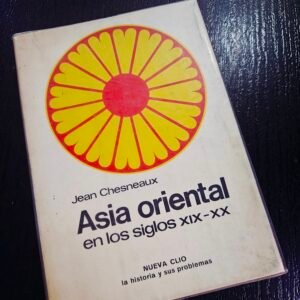 Jean Chesneaux
Asia oriental
en los siglos XIX-XX
NUEVA CLIO
la historia y sus problemas